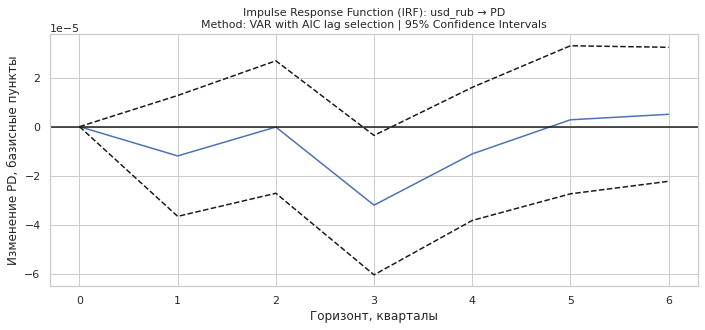 Impulse Response Function (IRF): usd_rub → PD
Method: VAR with AIC lag selection | 95% Confidence Intervals
1e−5
2
0
−2
−4
−6
Изменение PD, базисные пункты
0 1 2 3 4 5 6
Горизонт, кварталы